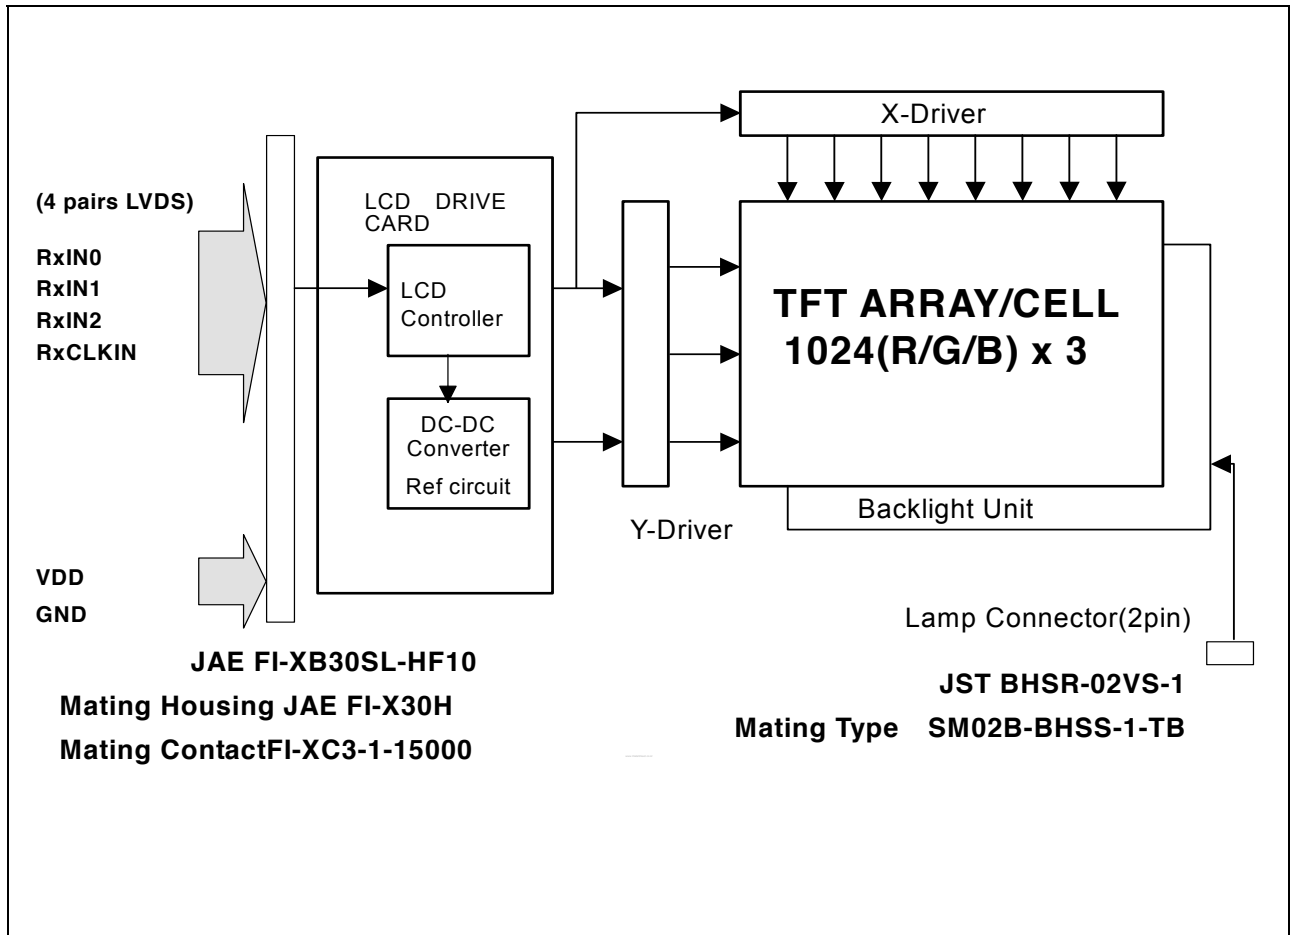 X-Driver
(4 pairs LVDS)
RxIN0
RxIN1
RxIN2
RxCLKIN
LCD DRIVE
CARD
LCD
Controller
DC-DC
Converter
Ref circuit
TFT ARRAY/CELL
1024(R/G/B) x 3
Backlight Unit
Y-Driver
VDD
GND
Lamp Connector(2pin)
JAE FI-XB30SL-HF10
Mating Housing JAE FI-X30H
Mating ContactFI-XC3-1-15000
JST BHSR-02VS-1
Mating Type SM02B-BHSS-1-TB